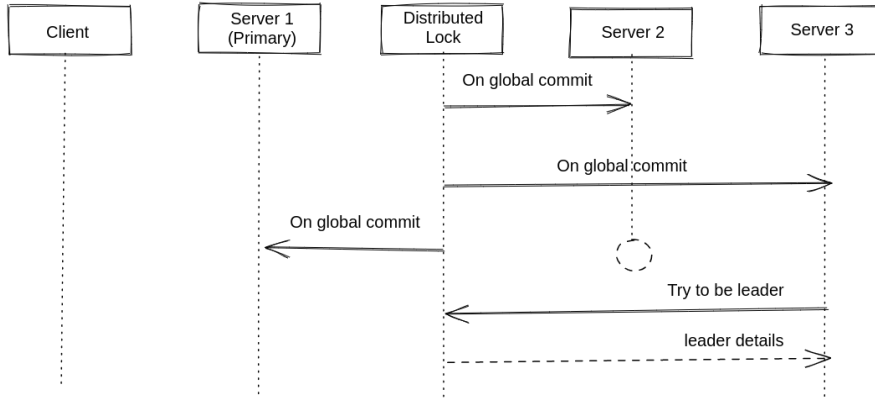 Client
Server 1
(Primary)
Distributed
Lock
Server 2
Server 3
On global commit
On global commit
On global commit
Try to be leader
leader details